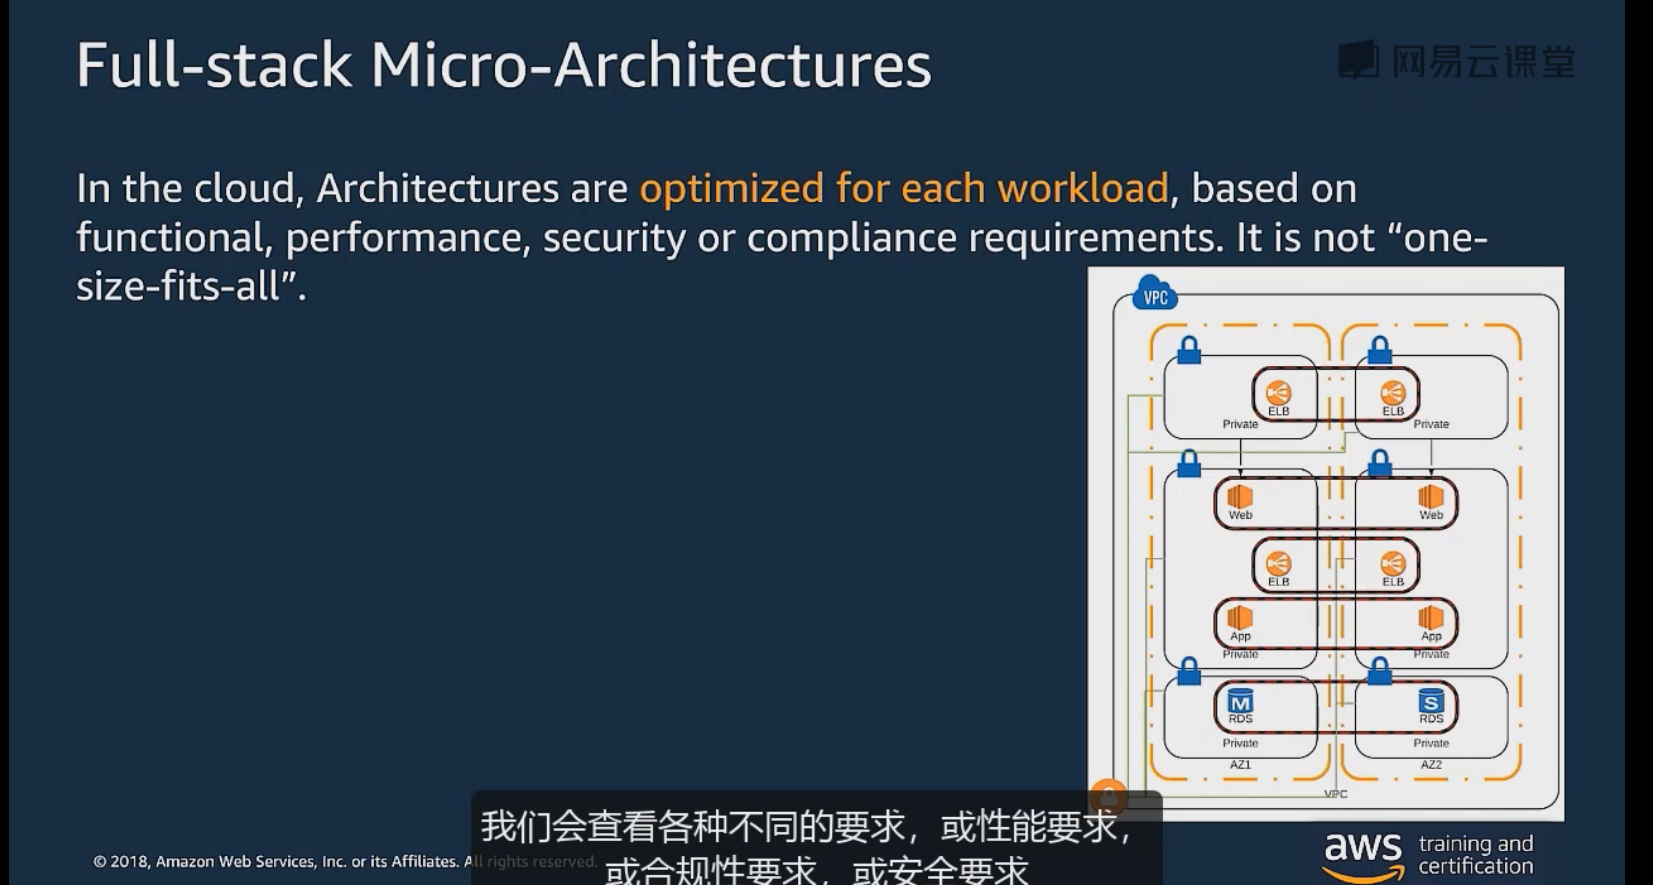 Full-stack Micro-Architectures
网易云课堂
In the cloud, Architectures are optimized for each workload, based on
functional, performance, security or compliance requirements. It is not “one-
size-fits-all”.
VPC
ELB
ELB
Private
Private
Web
Web
ELB
ELB
App
App
Private
Private
M
S
RDS
RDS
Private
Private
AZ1
AZ2
VPC
我们会查看各种不同的要求，或性能要求，
或合规性要求，或安全要求
© 2018, Amazon Web Services, Inc. or its Affiliates. All rights reserved.
aws
training and
certification